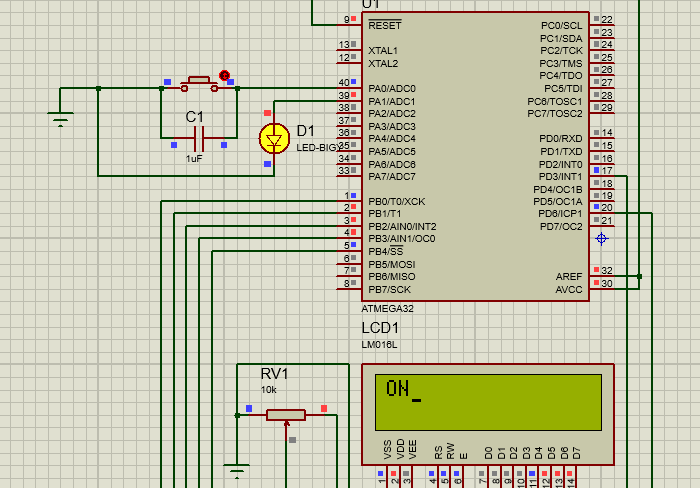 U1
9 RESET
13 XTAL1
12 XTAL2
40 PA0/ADC0
39 PA1/ADC1
38 PA2/ADC2
37 PA3/ADC3
36 PA4/ADC4
35 PA5/ADC5
34 PA6/ADC6
33 PA7/ADC7
1 PB0/T0/XCK
2 PB1/T1
3 PB2/AIN0/INT2
4 PB3/AIN1/OC0
5 PB4/SS
6 PB5/MOSI
7 PB6/MISO
8 PB7/SCK
PC0/SCL 22
PC1/SDA 23
PC2/TCK 24
PC3/TMS 25
PC4/TDO 26
PC5/TDI 27
PC6/TOSC1 28
PC7/TOSC2 29
PD0/RXD 14
PD1/TXD 15
PD2/INT0 16
PD3/INT1 17
PD4/OC1B 18
PD5/OC1A 19
PD6/ICP1 20
PD7/OC2 21
AREF 32
AVCC 30
ATMEGA32
C1
1uF
D1
LED-BIGY
LCD1
LM016L
ON_
VSS VDD VEE RS RW E D0 D1 D2 D3 D4 D5 D6 D7
1 2 3 4 5 6 7 8 9 10 11 12 13 14
RV1
10k